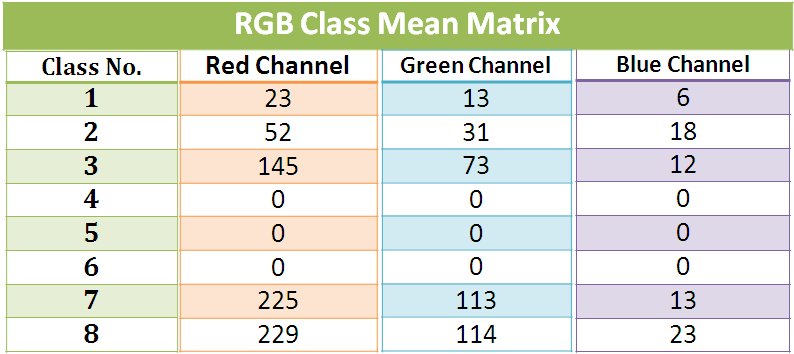 RGB Class Mean Matrix
Class No. Red Channel Green Channel Blue Channel
1 23 13 6
2 52 31 18
3 145 73 12
4 0 0 0
5 0 0 0
6 0 0 0
7 225 113 13
8 229 114 23